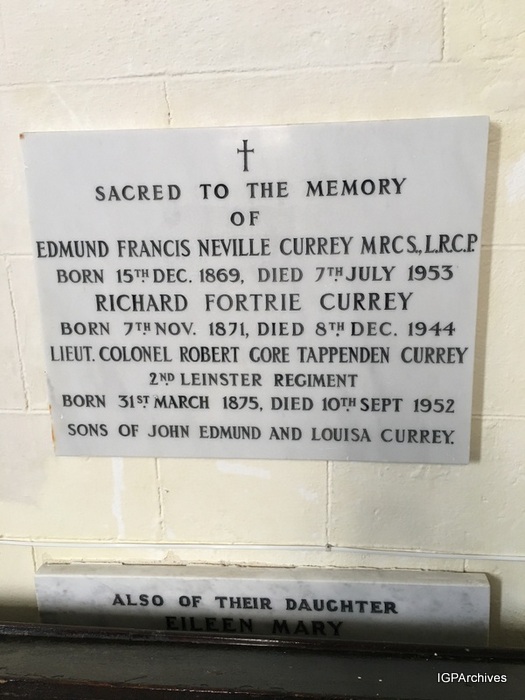 SACRED TO THE MEMORY
OF
EDMUND FRANCIS NEVILLE CURREY MRCS., L.R.C.P.
BORN 15TH DEC. 1869, DIED 7TH JULY 1953
RICHARD FORTRIE CURREY
BORN 7TH NOV. 1871, DIED 8TH DEC. 1944
LIEUT. COLONEL ROBERT GORE TAPPENDEN CURREY
2ND LEINSTER REGIMENT
BORN 31ST MARCH 1875, DIED 10TH SEPT 1952
SONS OF JOHN EDMUND AND LOUISA CURREY.
ALSO OF THEIR DAUGHTER
EILEEN MARY
IGPArchives